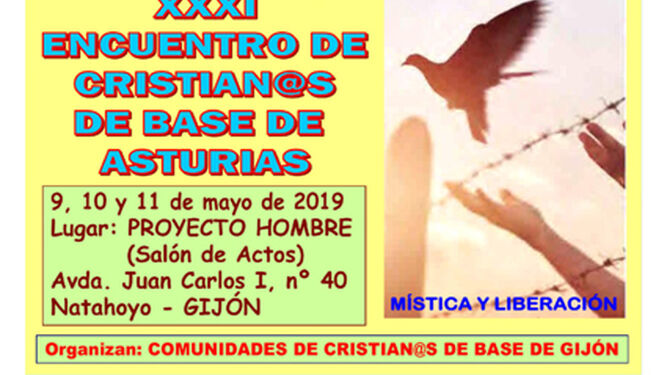 XXXI
ENCUENTRO DE
CRISTIAN@S
DE BASE DE
ASTURIAS
9, 10 y 11 de mayo de 2019
Lugar: PROYECTO HOMBRE
(Salón de Actos)
Avda. Juan Carlos I, nº 40
Natahoyo - GIJÓN
MÍSTICA Y LIBERACIÓN
Organizan: COMUNIDADES DE CRISTIAN@S DE BASE DE GIJÓN